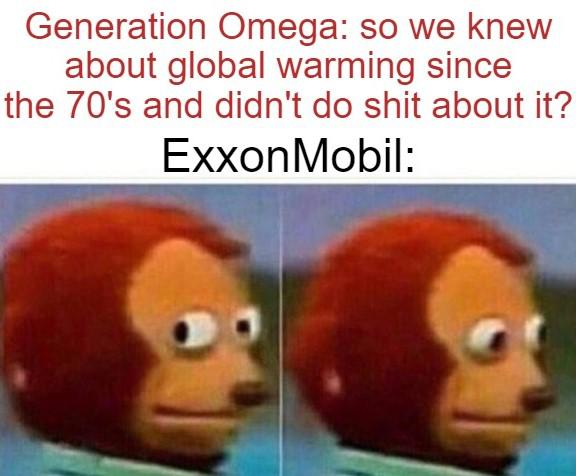 Generation Omega: so we knew
about global warming since
the 70's and didn't do shit about it?
ExxonMobil: